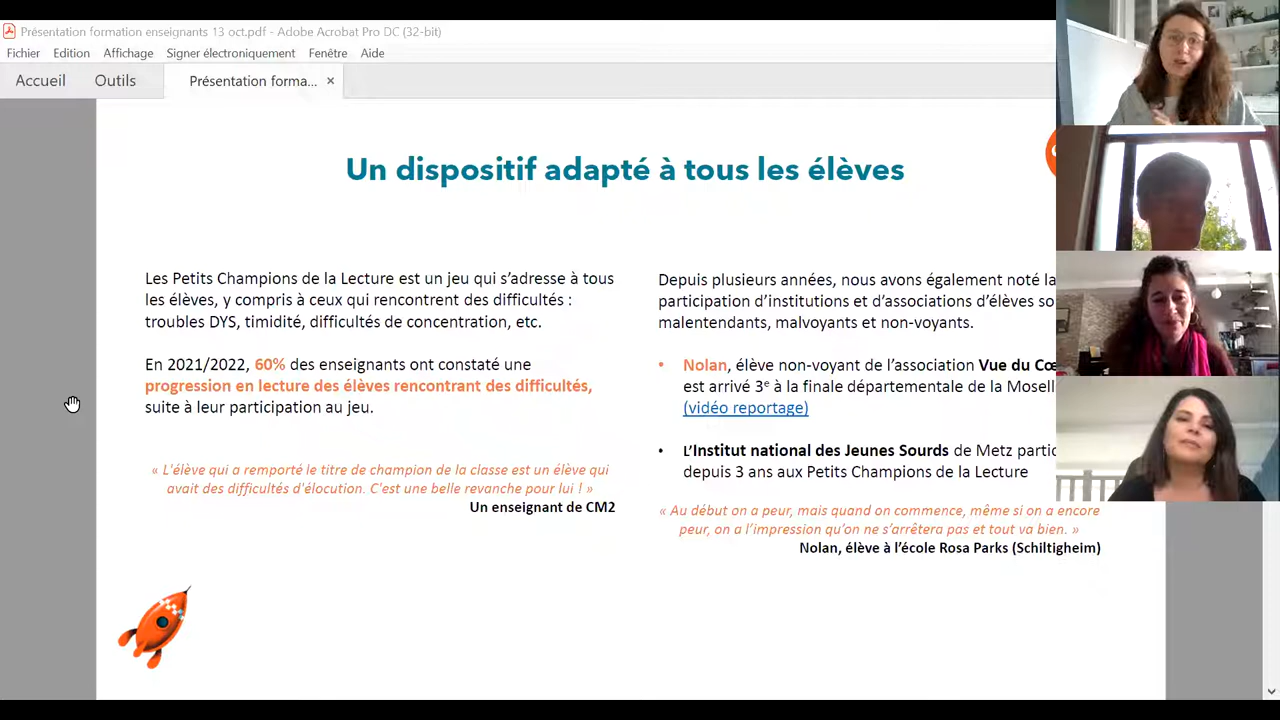 Présentation formation enseignants 13 oct.pdf - Adobe Acrobat Pro DC (32-bit)
Fichier Edition Affichage Signer électroniquement Fenêtre Aide
Accueil Outils Présentation forma... ×
Un dispositif adapté à tous les élèves
Les Petits Champions de la Lecture est un jeu qui s'adresse à tous
les élèves, y compris à ceux qui rencontrent des difficultés :
troubles DYS, timidité, difficultés de concentration, etc.
En 2021/2022, 60% des enseignants ont constaté une
progression en lecture des élèves rencontrant des difficultés,
suite à leur participation au jeu.
« L'élève qui a remporté le titre de champion de la classe est un élève qui
avait des difficultés d'élocution. C'est une belle revanche pour lui ! »
Un enseignant de CM2
Depuis plusieurs années, nous avons également noté la
participation d'institutions et d'associations d'élèves so
malentendants, malvoyants et non-voyants.
• Nolan, élève non-voyant de l'association Vue du Cœ
est arrivé 3e à la finale départementale de la Mosell
(vidéo reportage)
• L'Institut national des Jeunes Sourds de Metz partic
depuis 3 ans aux Petits Champions de la Lecture
« Au début on a peur, mais quand on commence, même si on a encore
peur, on a l'impression qu'on ne s'arrêtera pas et tout va bien. »
Nolan, élève à l'école Rosa Parks (Schiltigheim)